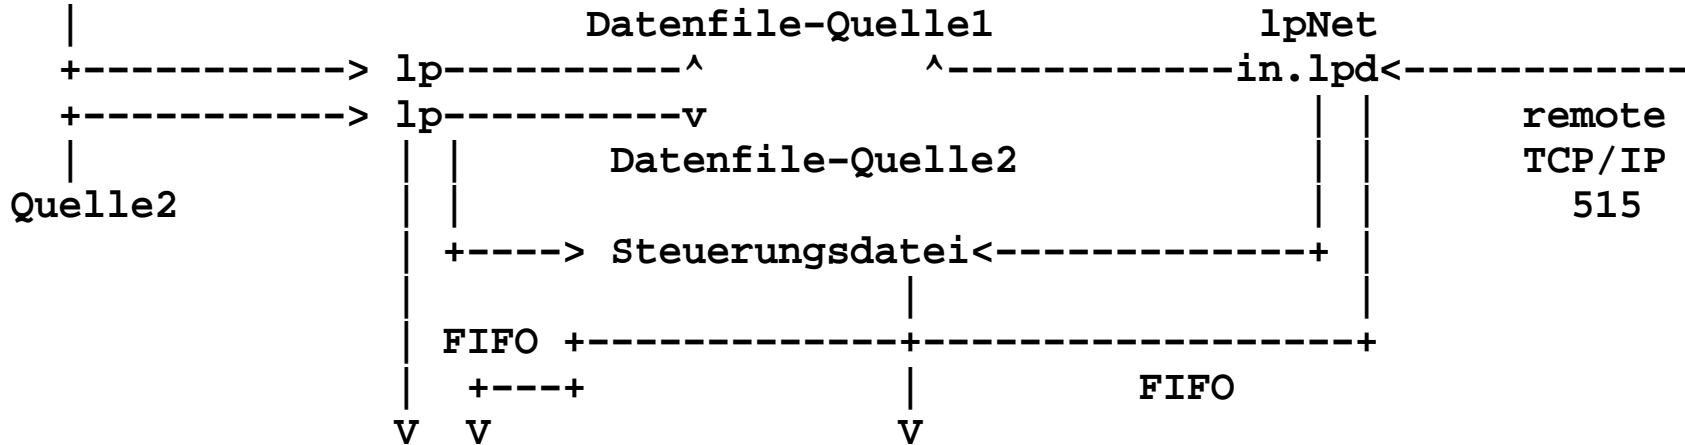 |                     Datenfile-Quelle1           lpNet
  +-----------> lp----------^         ^------------in.lpd<------------
  +-----------> lp----------v                         | |      remote
  |             | |      Datenfile-Quelle2            | |      TCP/IP
Quelle2         | |                                   | |        515
                | +----> Steuerungsdatei<-------------+ |
                |                    |                  |
                | FIFO +-------------+------------------+
                |  +---+             |         FIFO
                V  V                 V